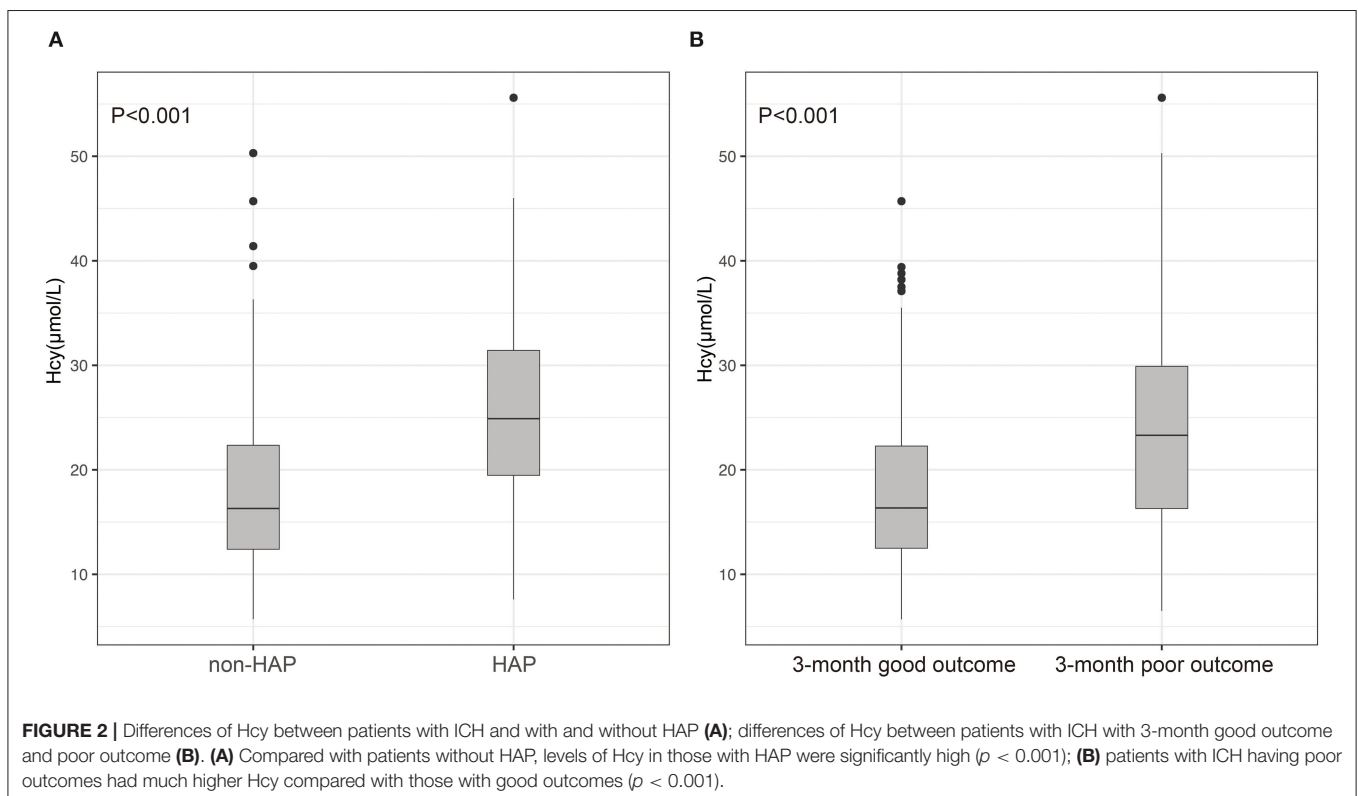 A
P<0.001
Hcy(μmol/L)
50
40
30
20
10
non-HAP
HAP
B
P<0.001
Hcy(μmol/L)
50
40
30
20
10
3-month good outcome
3-month poor outcome
FIGURE 2 | Differences of Hcy between patients with ICH and with and without HAP (A); differences of Hcy between patients with ICH with 3-month good outcome
and poor outcome (B). (A) Compared with patients without HAP, levels of Hcy in those with HAP were significantly high (p < 0.001); (B) patients with ICH having poor
outcomes had much higher Hcy compared with those with good outcomes (p < 0.001).